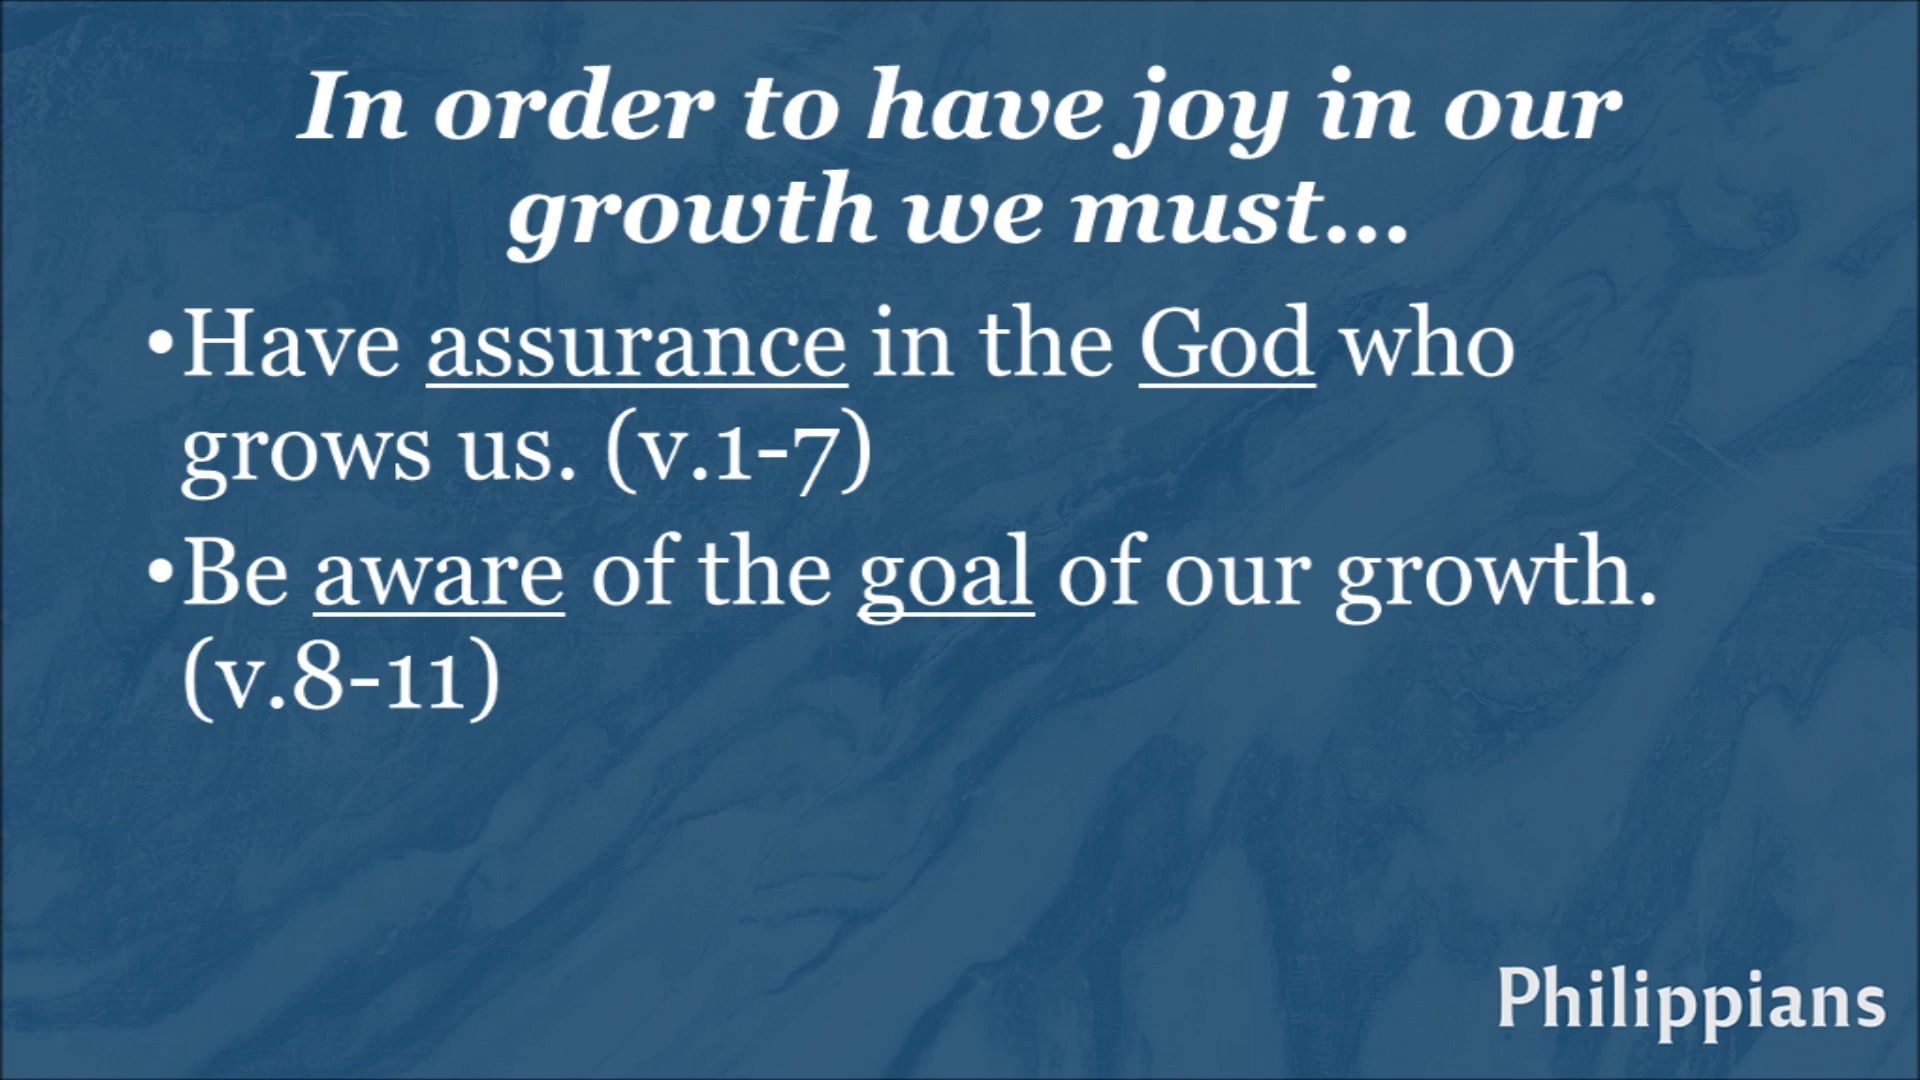 In order to have joy in our
growth we must...
•Have assurance in the God who
grows us. (v.1-7)
•Be aware of the goal of our growth.
(v.8-11)
Philippians